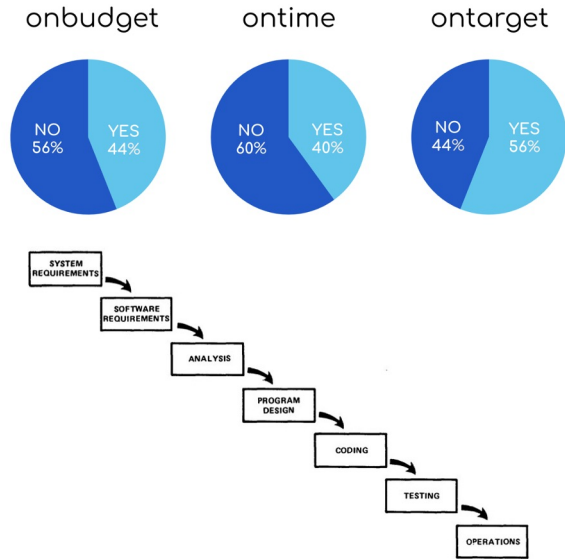 onbudget
ontime
ontarget
NO
56%
YES
44%
NO
60%
YES
40%
NO
44%
YES
56%
SYSTEM
REQUIREMENTS
SOFTWARE
REQUIREMENTS
ANALYSIS
PROGRAM
DESIGN
CODING
TESTING
OPERATIONS